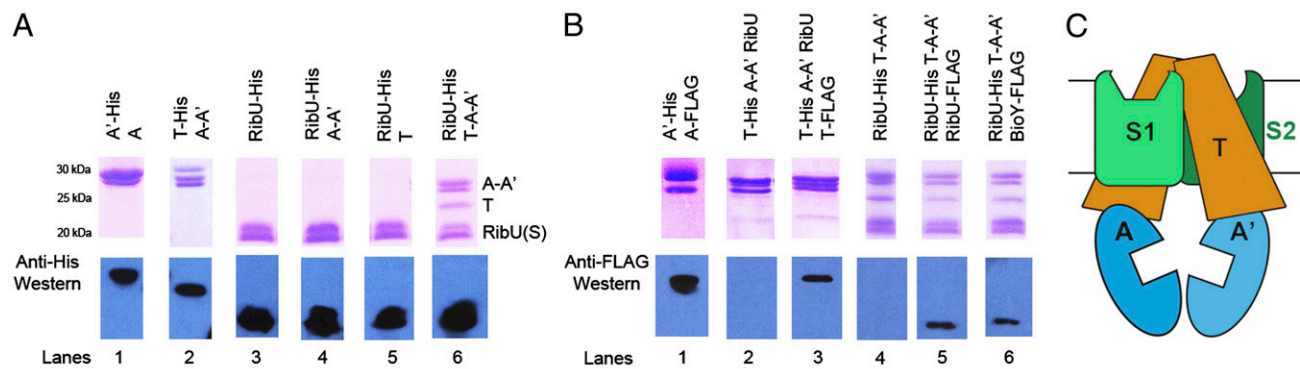 A
A'-His
A
T-His
A-A'
RibU-His
RibU-His
A-A'
RibU-His
T
RibU-His
T-A-A'
30 kDa
25 kDa
20 kDa
A-A'
T
RibU(S)
Anti-His
Western
Lanes 1 2 3 4 5 6
B
A'-His
A-FLAG
T-His A-A' RibU
T-His A-A' RibU
T-FLAG
RibU-His T-A-A'
RibU-His T-A-A'
RibU-FLAG
RibU-His T-A-A'
BioY-FLAG
Anti-FLAG
Western
Lanes 1 2 3 4 5 6
C
S1
T
S2
A
A'